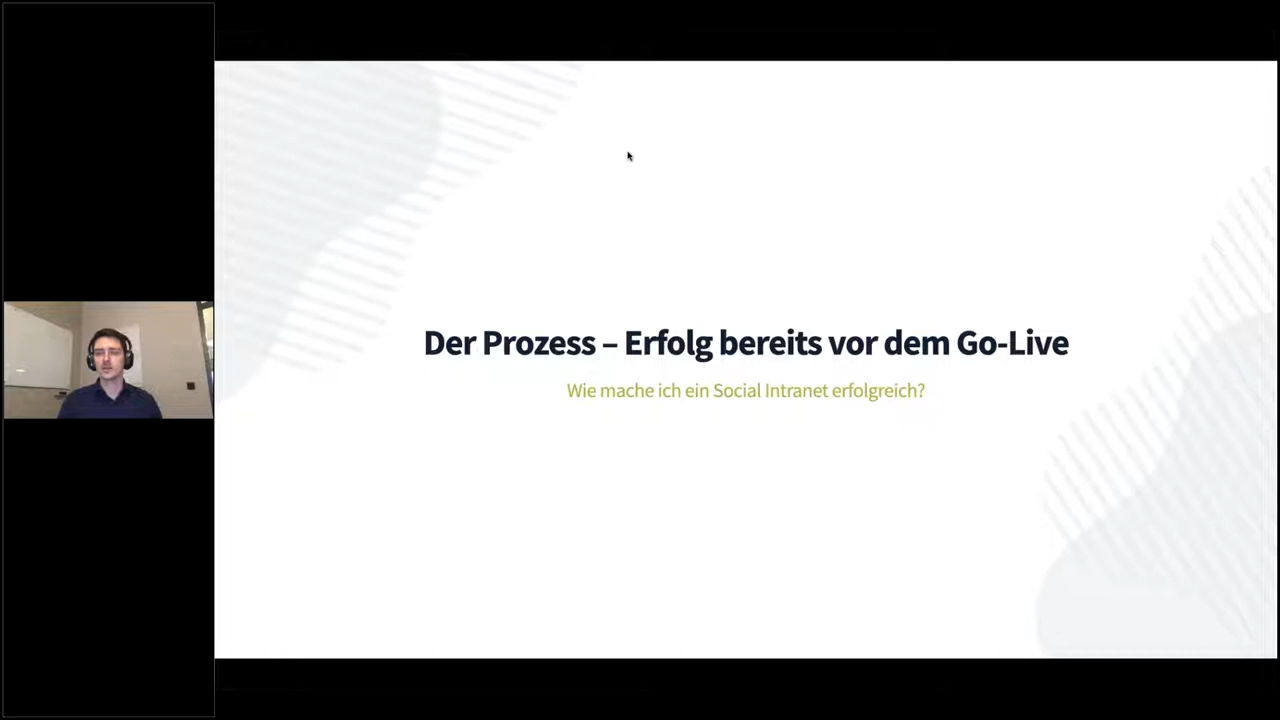 Der Prozess – Erfolg bereits vor dem Go-Live
Wie mache ich ein Social Intranet erfolgreich?